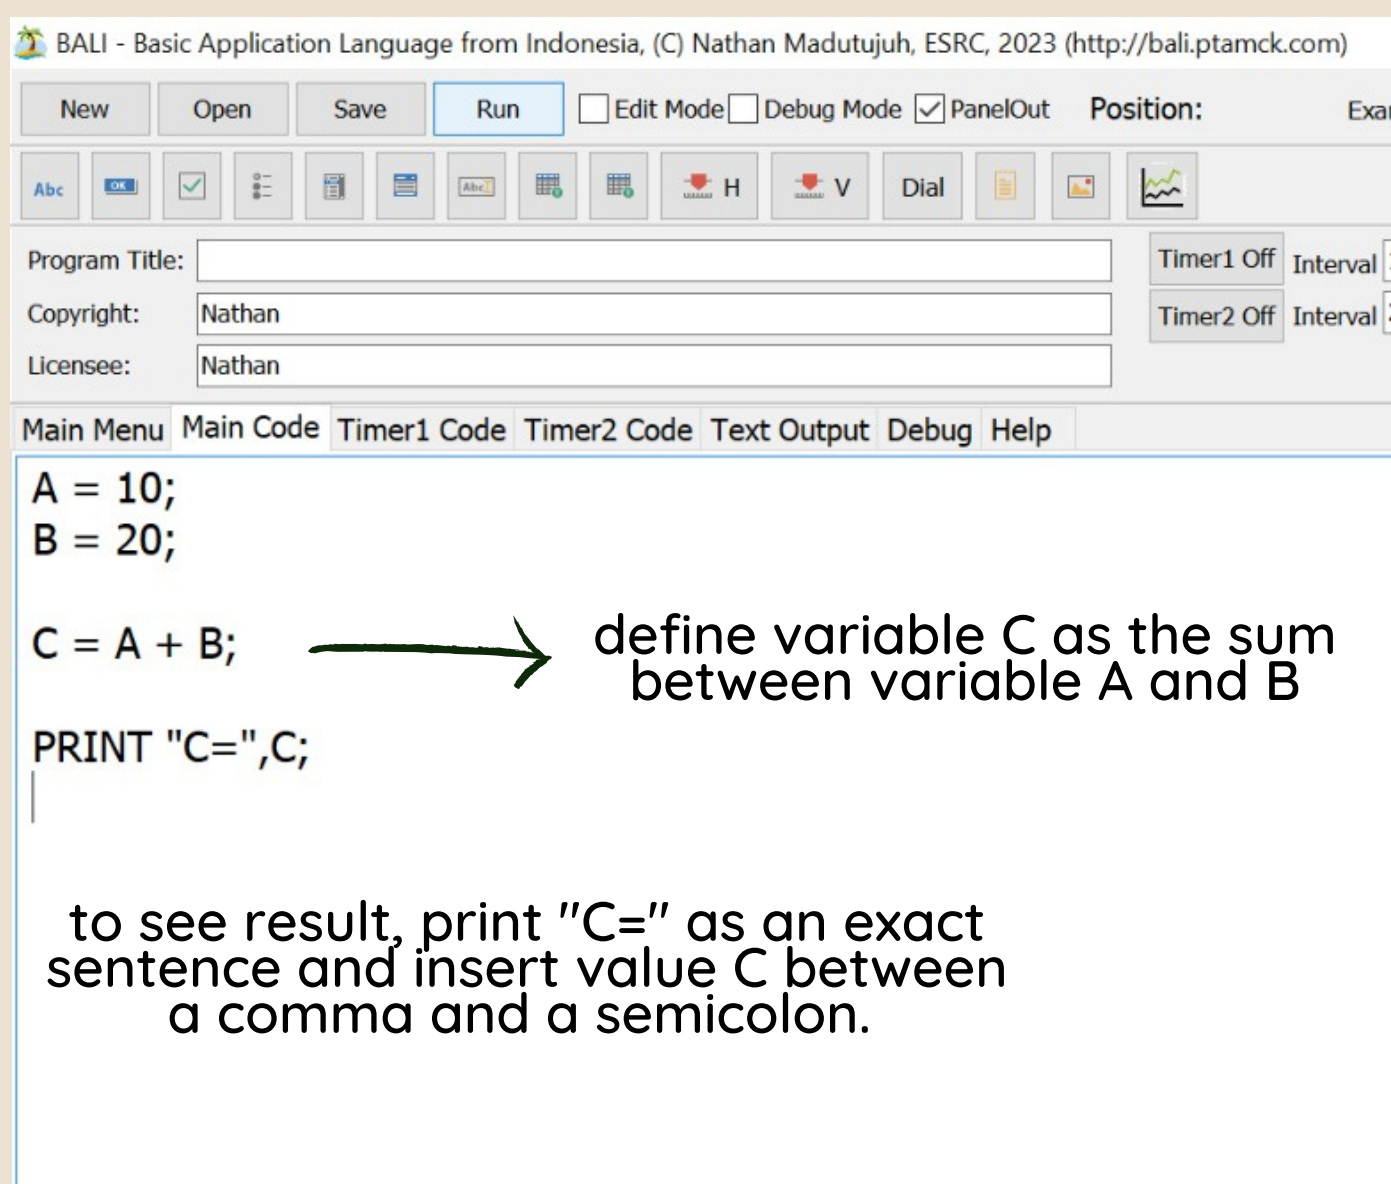 BALI - Basic Application Language from Indonesia, (C) Nathan Madutujuh, ESRC, 2023 (http://bali.ptamck.com)
New Open Save Run Edit Mode Debug Mode PanelOut Position:
Abc OK Abc H V Dial
Program Title: Timer1 Off Interval
Copyright: Nathan Timer2 Off Interval
Licensee: Nathan
Main Menu Main Code Timer1 Code Timer2 Code Text Output Debug Help
A = 10;
B = 20;
C = A + B;
define variable C as the sum
between variable A and B
PRINT "C=",C;
to see result, print "C=" as an exact
sentence and insert value C between
a comma and a semicolon.